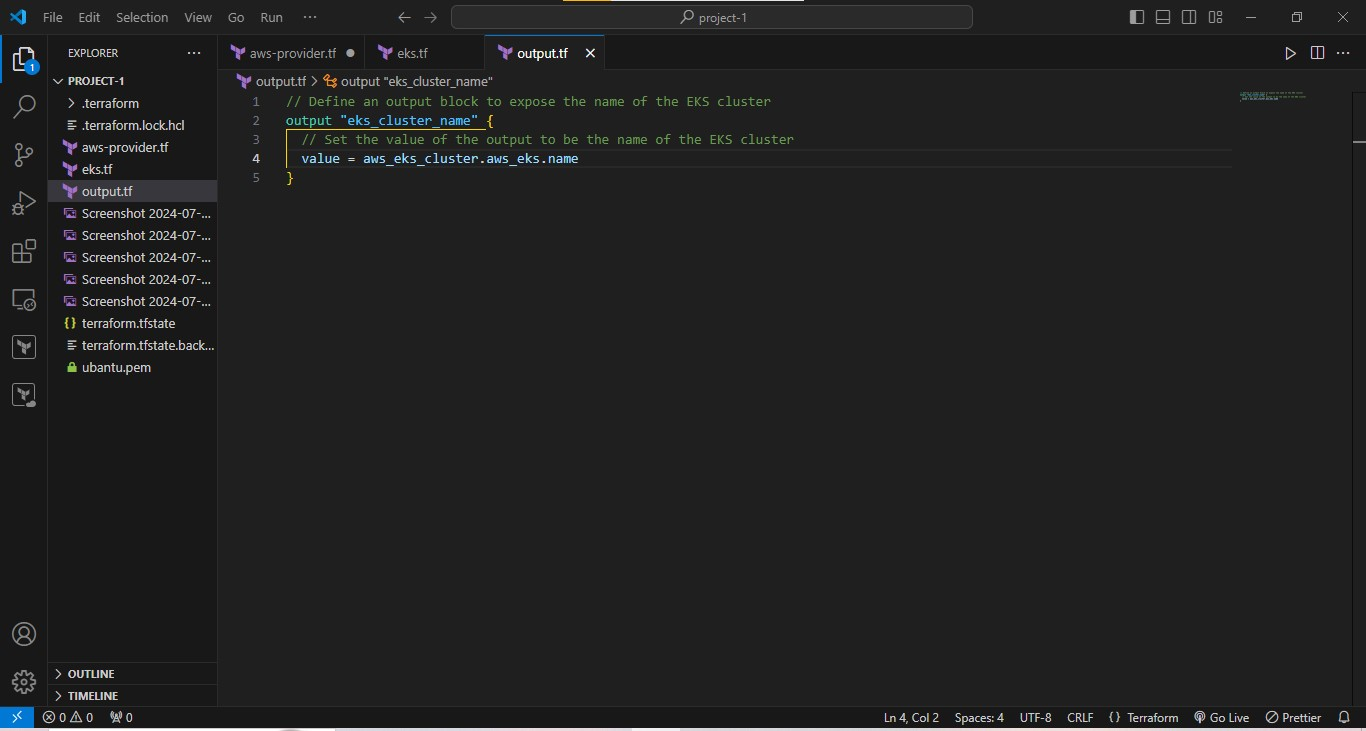 File Edit Selection View Go Run ···
project-1
EXPLORER ···
aws-provider.tf
eks.tf
output.tf
PROJECT-1
.terraform
.terraform.lock.hcl
aws-provider.tf
eks.tf
output.tf
Screenshot 2024-07-...
Screenshot 2024-07-...
Screenshot 2024-07-...
Screenshot 2024-07-...
Screenshot 2024-07-...
terraform.tfstate
terraform.tfstate.back...
ubantu.pem
1
output.tf > output "eks_cluster_name"
1 // Define an output block to expose the name of the EKS cluster
2 output "eks_cluster_name" {
3 // Set the value of the output to be the name of the EKS cluster
4 value = aws_eks_cluster.aws_eks.name
5 }
OUTLINE
TIMELINE
0 0 0
Ln 4, Col 2 Spaces: 4 UTF-8 CRLF {} Terraform Go Live Prettier